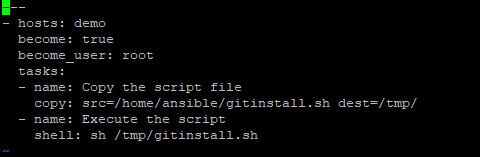 ---
- hosts: demo
  become: true
  become_user: root
  tasks:
  - name: Copy the script file
    copy: src=/home/ansible/gitinstall.sh dest=/tmp/
  - name: Execute the script
    shell: sh /tmp/gitinstall.sh
~